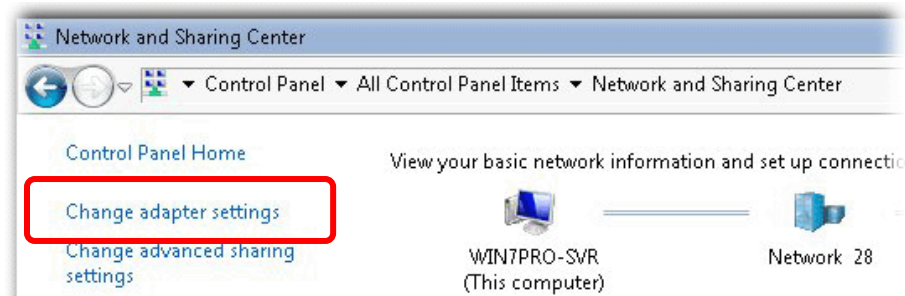 Network and Sharing Center
Control Panel All Control Panel Items Network and Sharing Center
Control Panel Home
View your basic network information and set up
Change adapter settings
Change advanced sharing
settings
WIN7PRO-SVR
(This computer)
Network 28